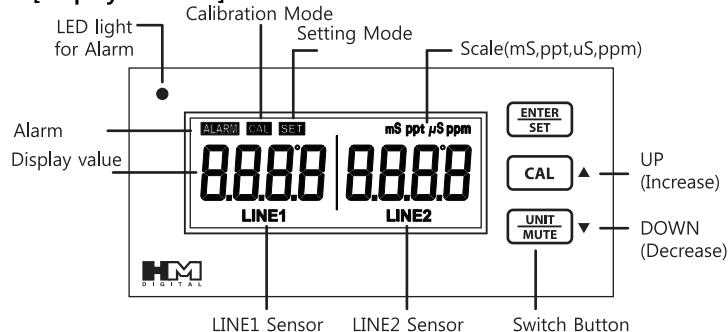 Calibration Mode
LED light
for Alarm
Setting Mode
Scale(mS,ppt,uS,ppm)
Alarm
Display value
ALARM CAL SET
mS ppt µS ppm
8.8.8.°8 8.8.8.°8
LINE1 LINE2
ENTER
SET
CAL ▲
UP
(Increase)
UNIT
MUTE ▼
DOWN
(Decrease)
HM
DIGITAL
LINE1 Sensor LINE2 Sensor Switch Button